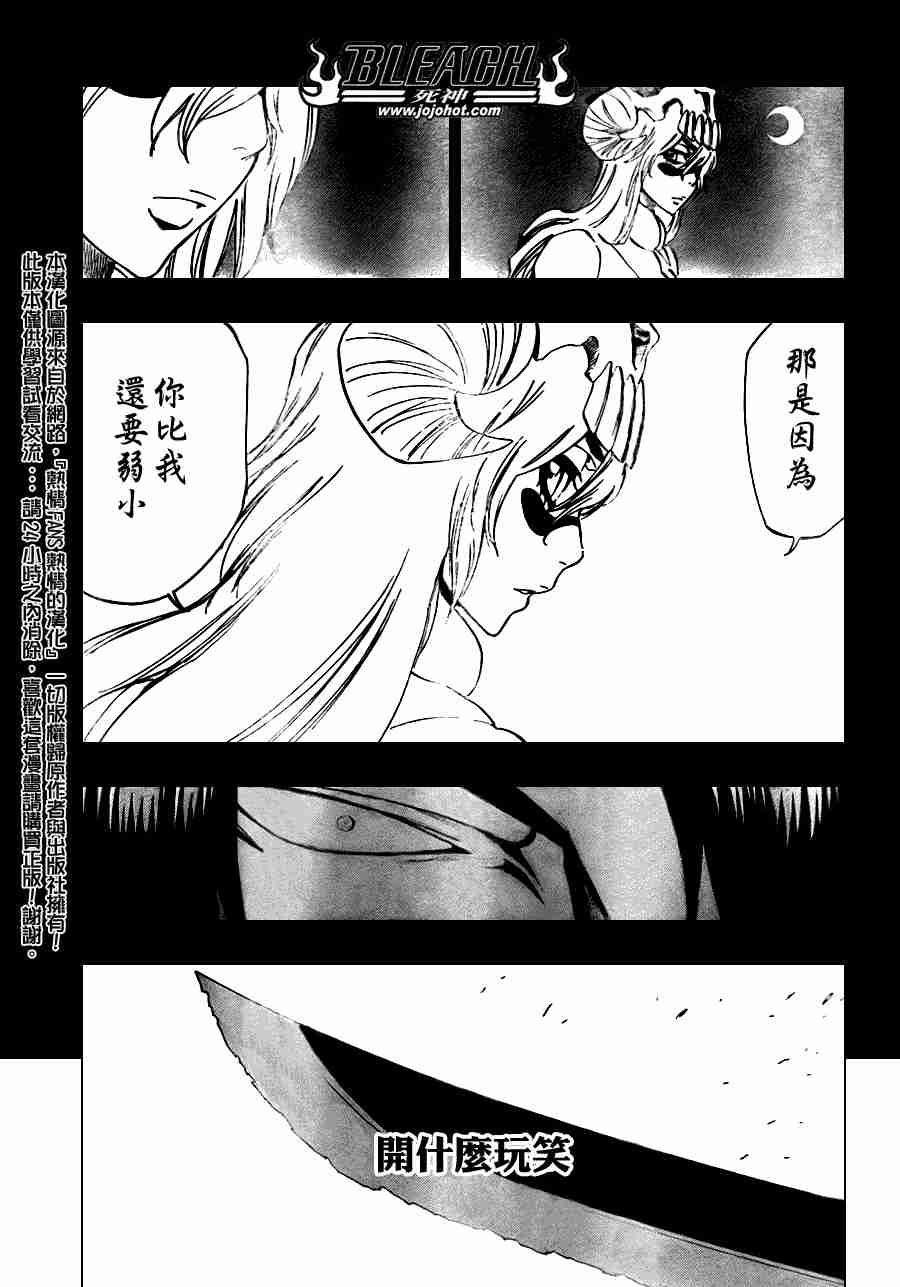 BLEACH
死神
www.jojohot.com
那是因為
你比我
還要弱小
開什麼玩笑
本漢化圖源來自於網路，『熱情FANS熱情的漢化』一切版權歸原作者與出版社擁有！
此版本僅供學習試看交流…請24小時之內消除，喜歡這套漫畫請購買正版！謝謝。